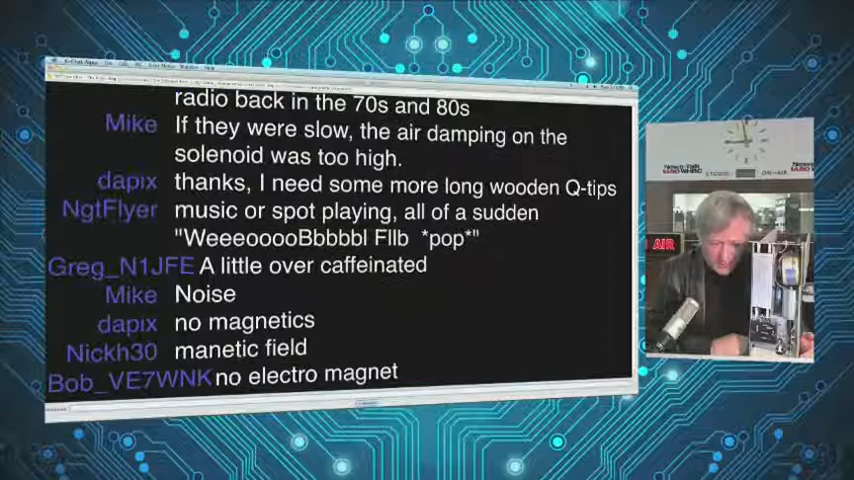 radio back in the 70s and 80s
Mike If they were slow, the air damping on the
solenoid was too high.
dapix thanks, I need some more long wooden Q-tips
NgtFlyer music or spot playing, all of a sudden
"WeeeooooBbbbbl Fllb *pop*"
Greg_N1JFE A little over caffeinated
Mike Noise
dapix no magnetics
Nickh30 manetic field
Bob_VE7WNK no electro magnet
AIR